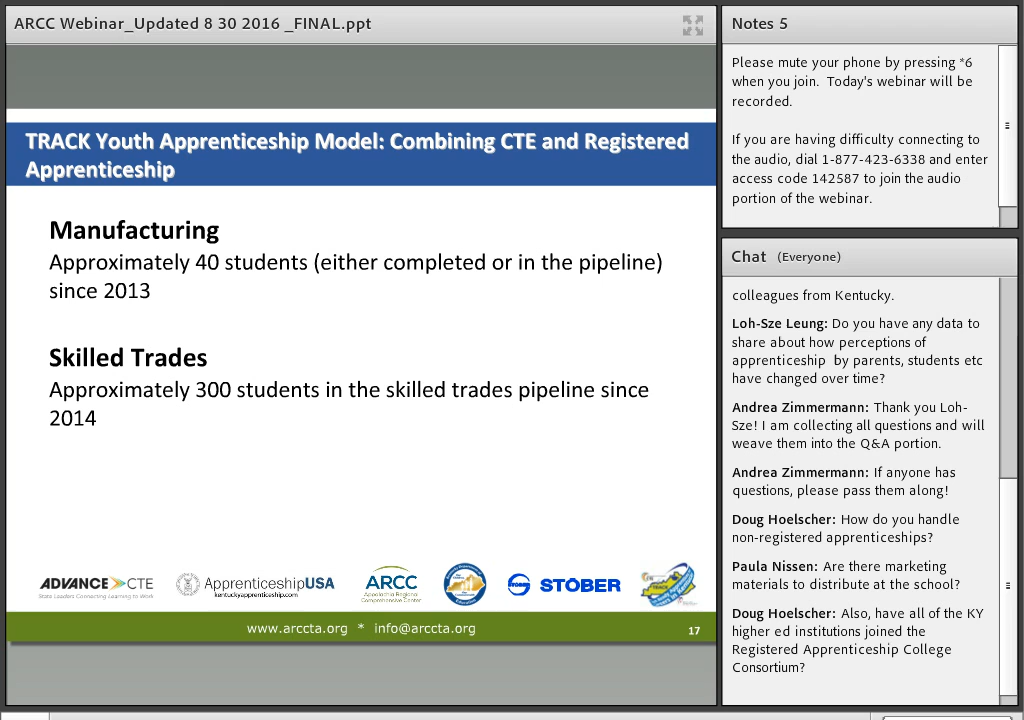 ARCC Webinar_Updated 8 30 2016 _FINAL.ppt
TRACK Youth Apprenticeship Model: Combining CTE and Registered
Apprenticeship
Manufacturing
Approximately 40 students (either completed or in the pipeline)
since 2013
Skilled Trades
Approximately 300 students in the skilled trades pipeline since
2014
ADVANCE CTE
State Leaders Connecting Learning to Work
ApprenticeshipUSA
kentuckyapprenticeship.com
ARCC
Appalachia Regional
Comprehensive Center
STOBER
STÖBER
www.arccta.org * info@arccta.org
17
Notes 5
Please mute your phone by pressing *6
when you join. Today's webinar will be
recorded.
If you are having difficulty connecting to
the audio, dial 1-877-423-6338 and enter
access code 142587 to join the audio
portion of the webinar.
Chat (Everyone)
colleagues from Kentucky.
Loh-Sze Leung: Do you have any data to
share about how perceptions of
apprenticeship by parents, students etc
have changed over time?
Andrea Zimmermann: Thank you Loh-
Sze! I am collecting all questions and will
weave them into the Q&A portion.
Andrea Zimmermann: If anyone has
questions, please pass them along!
Doug Hoelscher: How do you handle
non-registered apprenticeships?
Paula Nissen: Are there marketing
materials to distribute at the school?
Doug Hoelscher: Also, have all of the KY
higher ed institutions joined the
Registered Apprenticeship College
Consortium?